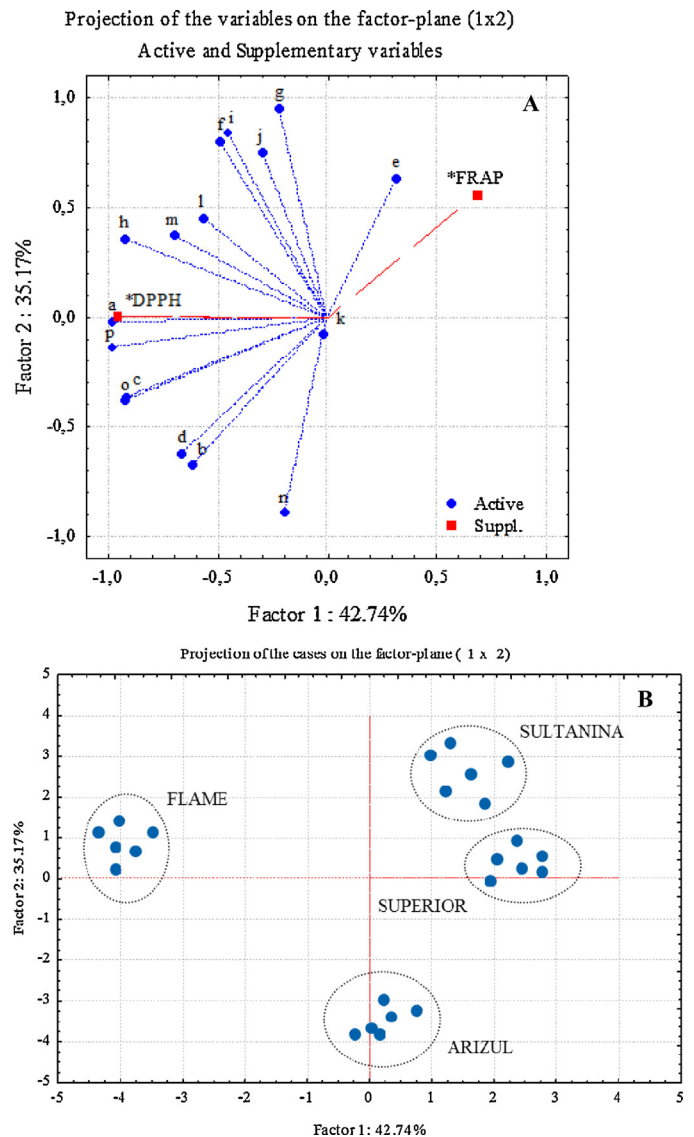 Projection of the variables on the factor-plane (1x2)
Active and Supplementary variables
A
1,0
0,5
0,0
-0,5
-1,0
Factor 2 : 35.17%
g
i
f
j
e
*FRAP
l
m
h
*DPPH
a
k
p
o c
d
b
n
Active
Suppl.
-1,0 -0,5 0,0 0,5 1,0
Factor 1 : 42.74%
Projection of the cases on the factor-plane ( 1 x 2)
B
5
4
3
2
1
0
-1
-2
-3
-4
-5
Factor 2: 35.17%
SULTANINA
FLAME
SUPERIOR
ARIZUL
-5 -4 -3 -2 -1 0 1 2 3 4 5
Factor 1: 42.74%